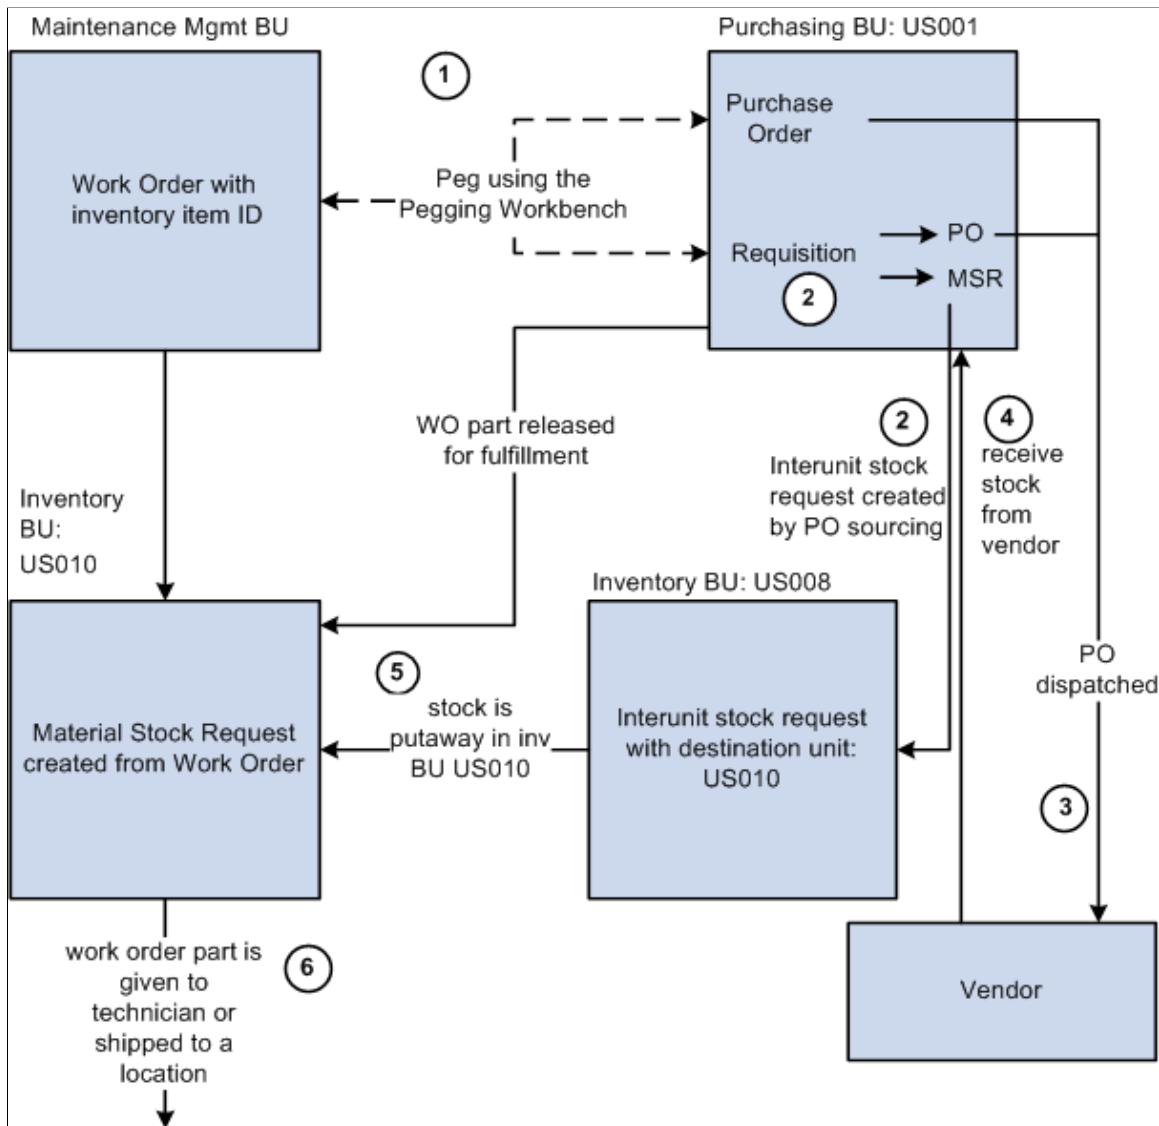 Maintenance Mgmt BU
Purchasing BU: US001
1
Purchase
Order
Work Order with
inventory item ID
Peg using the
Pegging Workbench
Requisition
PO
MSR
2
WO part released
for fulfillment
2
Interunit stock
request created
by PO sourcing
4
receive
stock
from
vendor
Inventory
BU:
US010
Inventory BU: US008
5
stock is
putaway in inv
BU US010
Material Stock Request
created from Work Order
Interunit stock request
with destination unit:
US010
PO
dispatched
3
work order part is
given to
technician or
shipped to a
location
6
Vendor